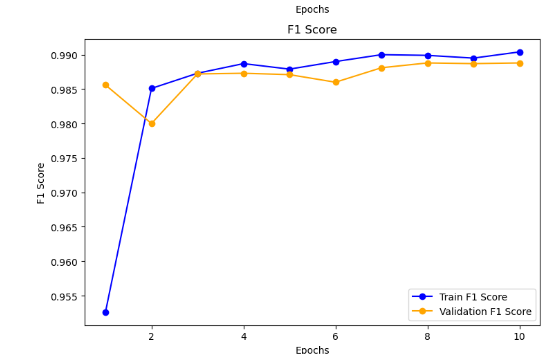 Epochs
F1 Score
0.990
0.985
0.980
0.975
0.970
0.965
0.960
0.955
F1 Score
Train F1 Score
Validation F1 Score
2 4 6 8 10
Epochs